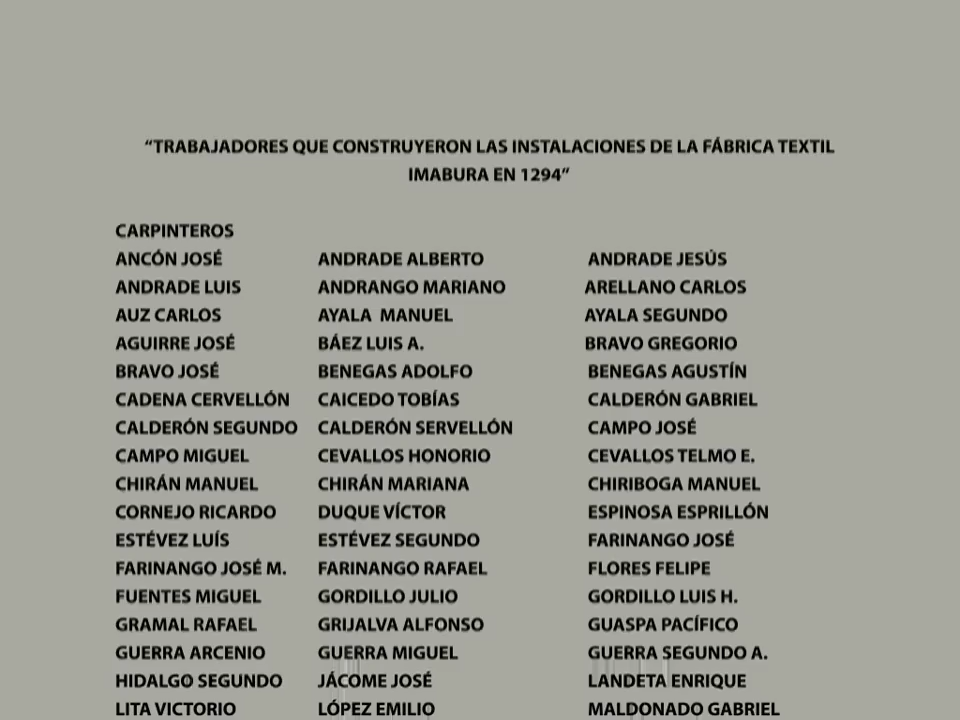 “TRABAJADORES QUE CONSTRUYERON LAS INSTALACIONES DE LA FÁBRICA TEXTIL
IMABURA EN 1294”
CARPINTEROS
ANCÓN JOSÉ ANDRADE ALBERTO ANDRADE JESÚS
ANDRADE LUIS ANDRANGO MARIANO ARELLANO CARLOS
AUZ CARLOS AYALA MANUEL AYALA SEGUNDO
AGUIRRE JOSÉ BÁEZ LUIS A. BRAVO GREGORIO
BRAVO JOSÉ BENEGAS ADOLFO BENEGAS AGUSTÍN
CADENA CERVELLÓN CAICEDO TOBÍAS CALDERÓN GABRIEL
CALDERÓN SEGUNDO CALDERÓN SERVELLÓN CAMPO JOSÉ
CAMPO MIGUEL CEVALLOS HONORIO CEVALLOS TELMO E.
CHIRÁN MANUEL CHIRÁN MARIANA CHIRIBOGA MANUEL
CORNEJO RICARDO DUQUE VÍCTOR ESPINOSA ESPRILLÓN
ESTÉVEZ LUÍS ESTÉVEZ SEGUNDO FARINANGO JOSÉ
FARINANGO JOSÉ M. FARINANGO RAFAEL FLORES FELIPE
FUENTES MIGUEL GORDILLO JULIO GORDILLO LUIS H.
GRAMAL RAFAEL GRIJALVA ALFONSO GUASPA PACÍFICO
GUERRA ARCENIO GUERRA MIGUEL GUERRA SEGUNDO A.
HIDALGO SEGUNDO JÁCOME JOSÉ LANDETA ENRIQUE
LITA VICTORIO LÓPEZ EMILIO MALDONADO GABRIEL